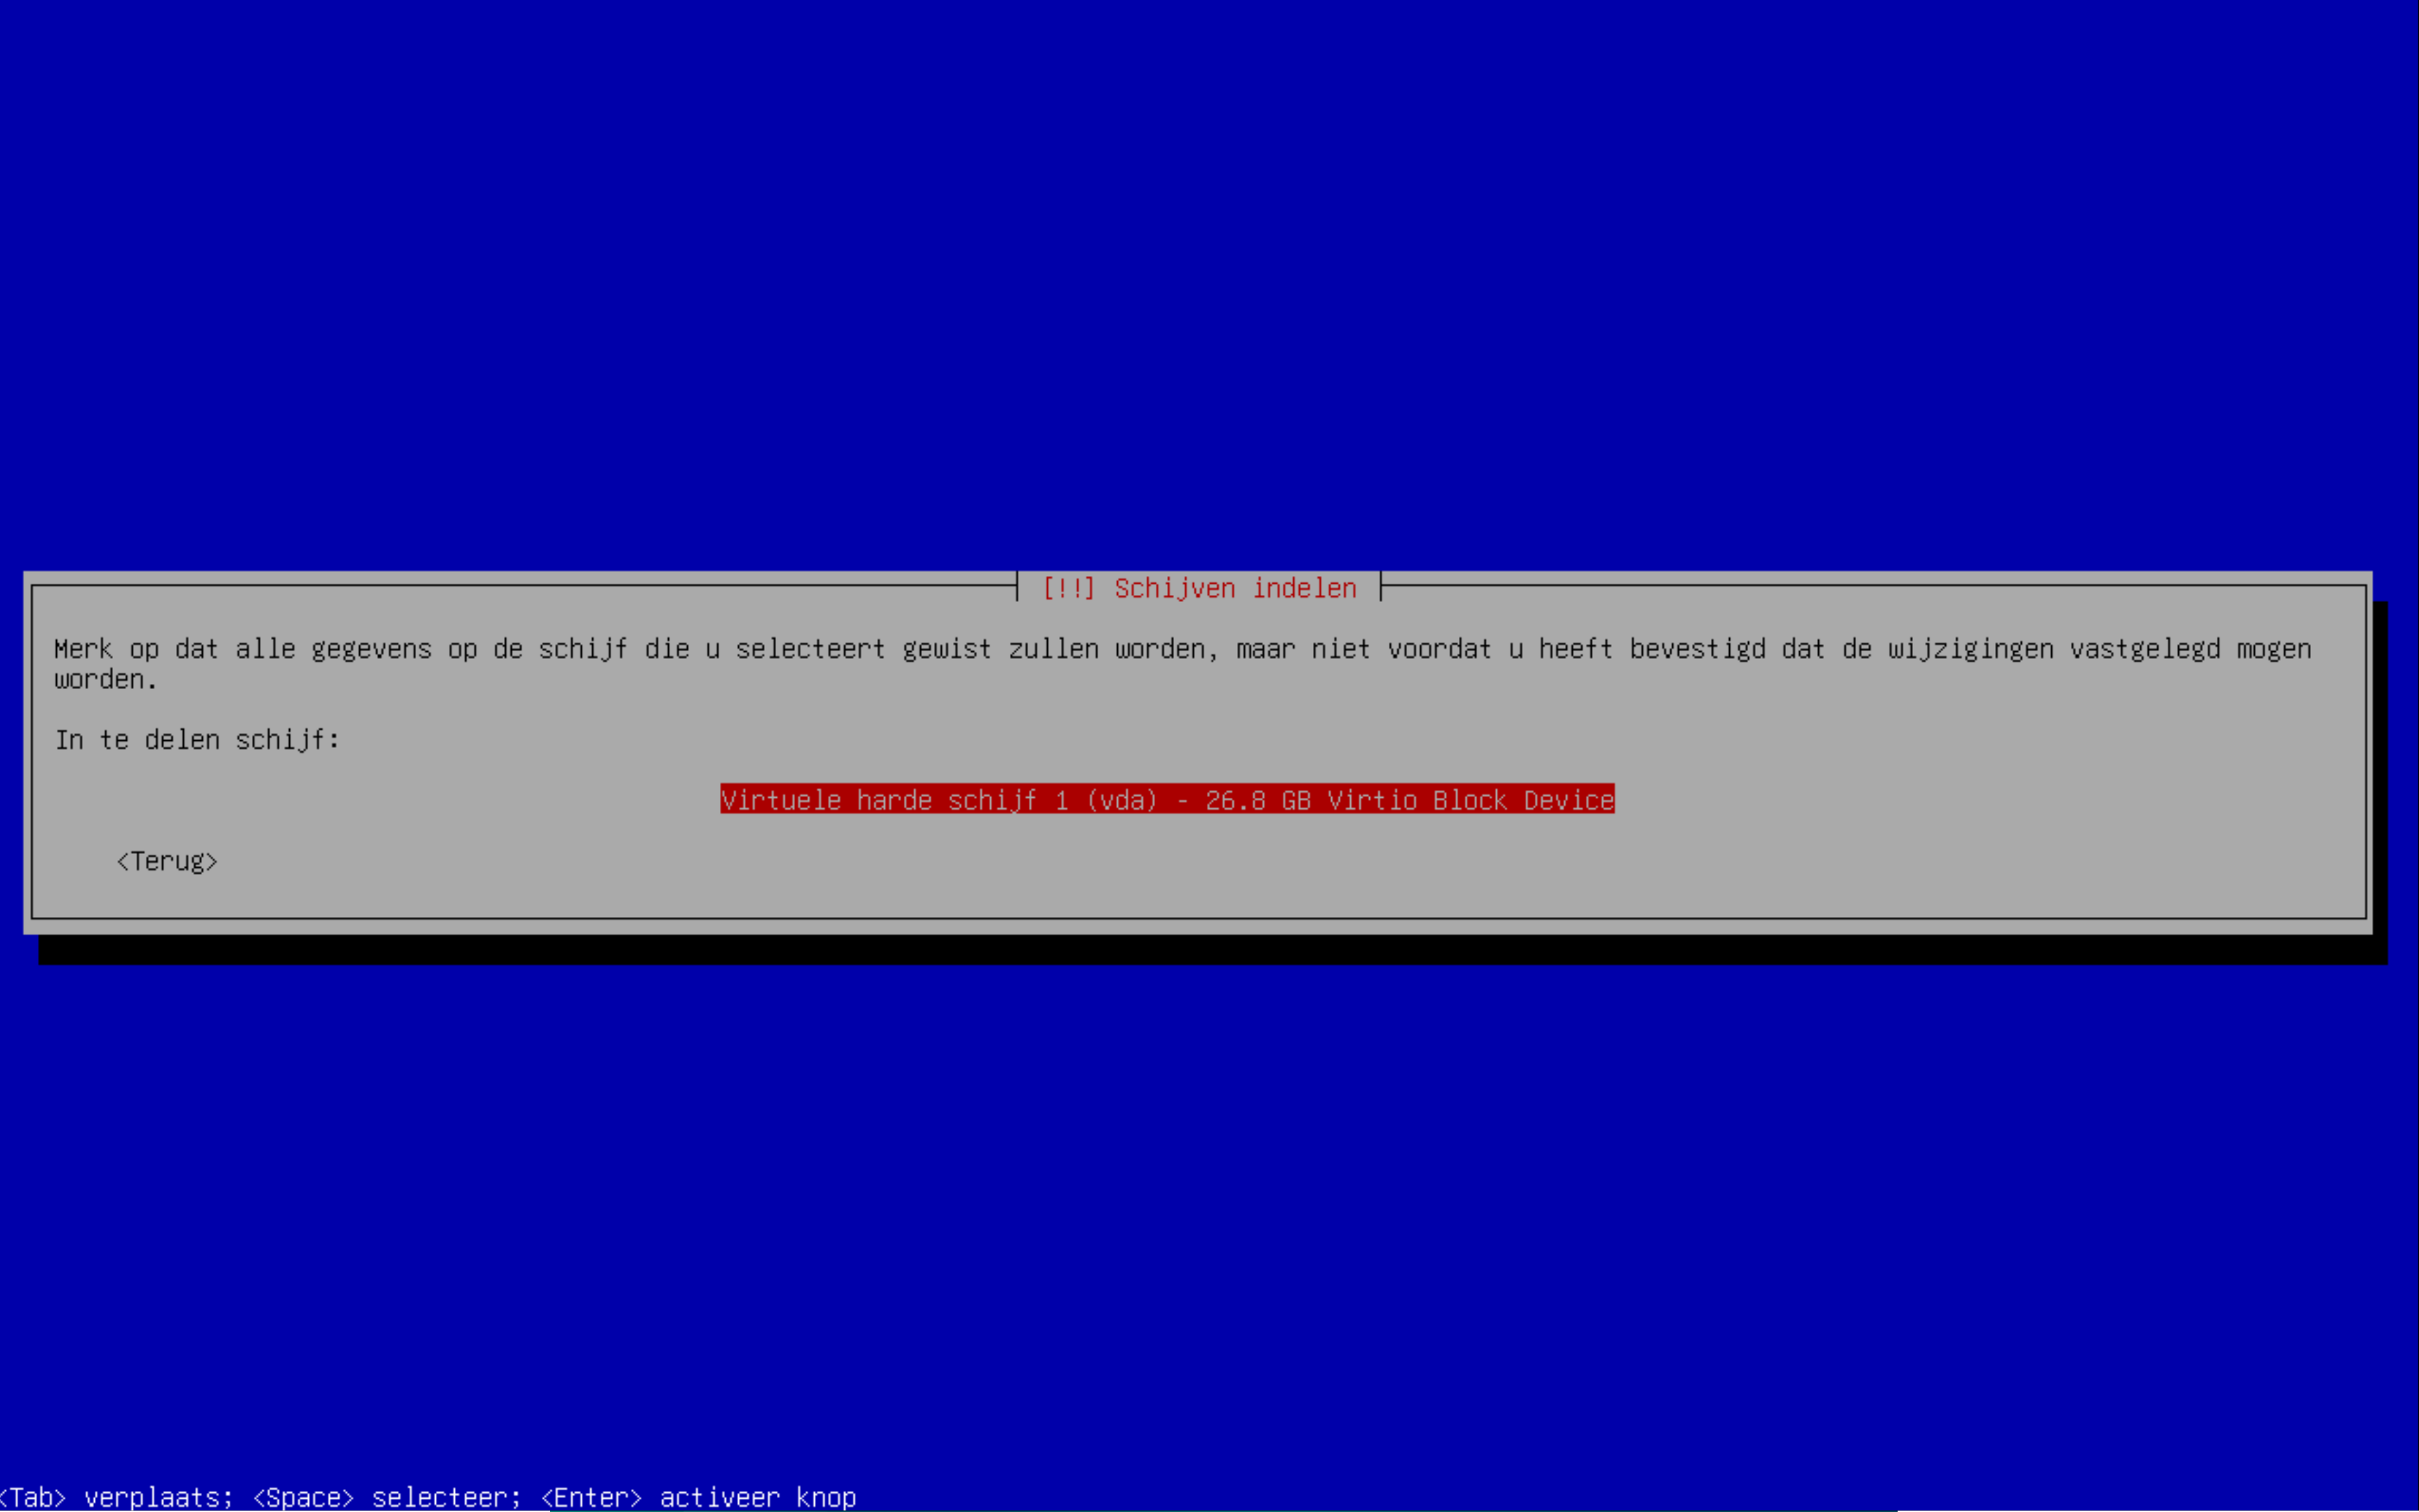 [!!] Schijven indelen
Merk op dat alle gegevens op de schijf die u selecteert gewist zullen worden, maar niet voordat u heeft bevestigd dat de wijzigingen vastgelegd mogen
worden.
In te delen schijf:
Virtuele harde schijf 1 (vda) - 26.8 GB Virtio Block Device
<Terug>
<Tab> verplaats; <Space> selecteer; <Enter> activeer knop